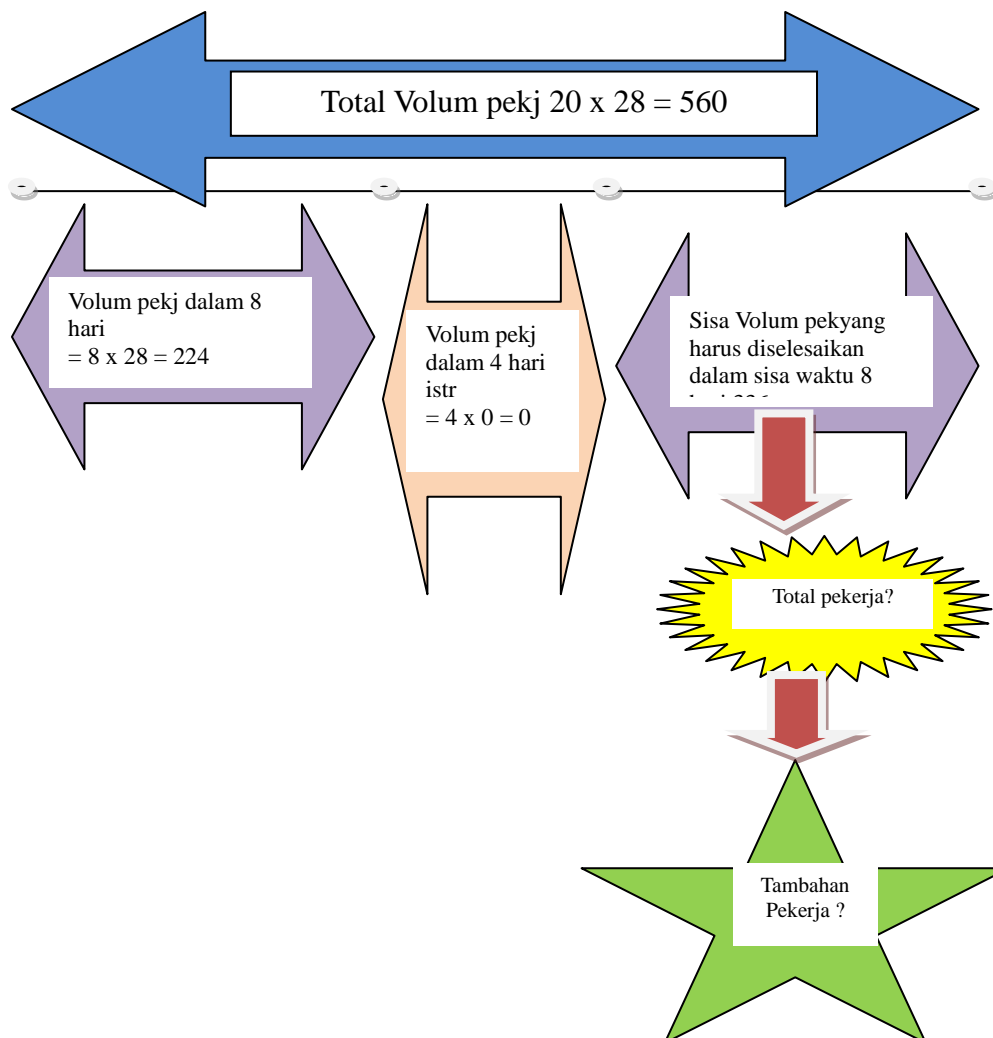 Total Volum pekj 20 x 28 = 560
Volum pekj dalam 8
hari
= 8 x 28 = 224
Volum pekj
dalam 4 hari
istr
= 4 x 0 = 0
Sisa Volum pekyang
harus diselesaikan
dalam sisa waktu 8
Total pekerja?
Tambahan
Pekerja ?